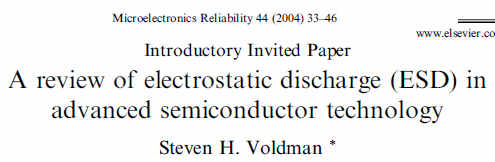 Microelectronics Reliability 44 (2004) 33–46
www.elsevier.co
Introductory Invited Paper
A review of electrostatic discharge (ESD) in
advanced semiconductor technology
Steven H. Voldman *